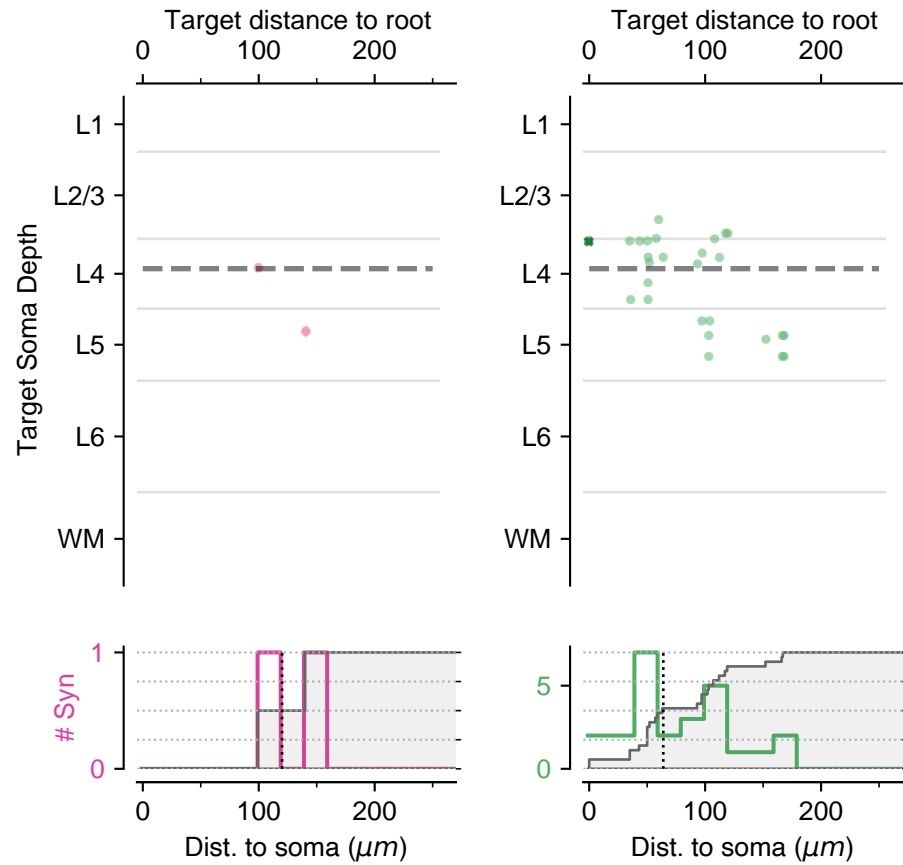 Target distance to root
Target distance to root
0 100 200
0 100 200
L1
L1
L2/3
L2/3
L4
L4
L5
L5
L6
L6
WM
WM
Target Soma Depth
1
0
# Syn
5
0
0 100 200
0 100 200
Dist. to soma (μm)
Dist. to soma (μm)